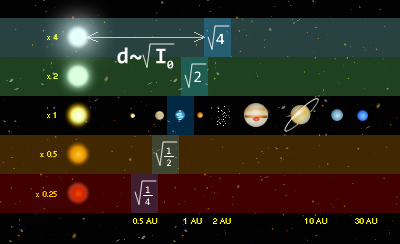 x 4
√4
d~√I₀
x 2
√2
x 1
x 0.5
√1/2
x 0.25
√1/4
0.5 AU 1 AU 2 AU 10 AU 30 AU